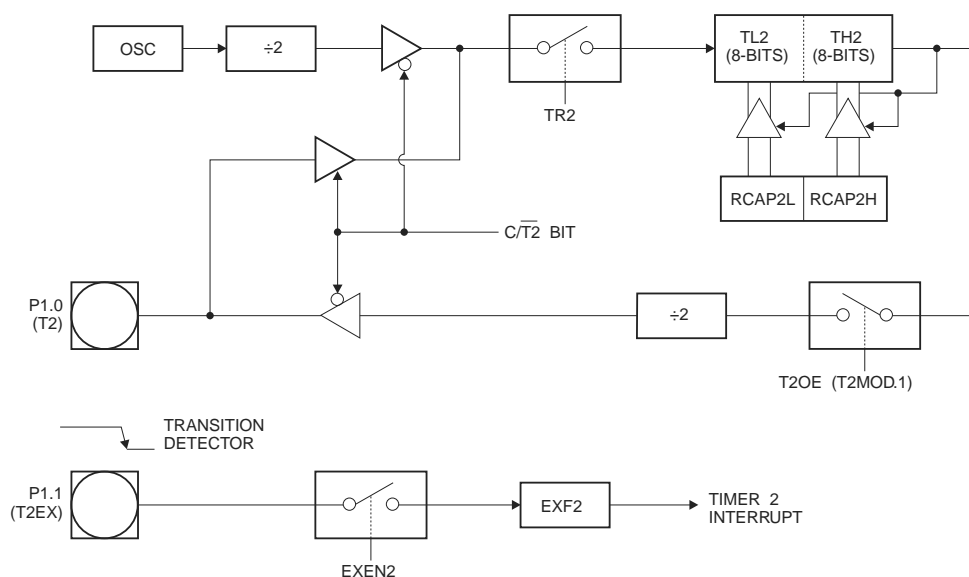 OSC
÷2
TR2
TL2
(8-BITS)
TH2
(8-BITS)
RCAP2L
RCAP2H
C/T2 BIT
P1.0
(T2)
÷2
T2OE (T2MOD.1)
TRANSITION
DETECTOR
P1.1
(T2EX)
EXEN2
EXF2
TIMER 2
INTERRUPT